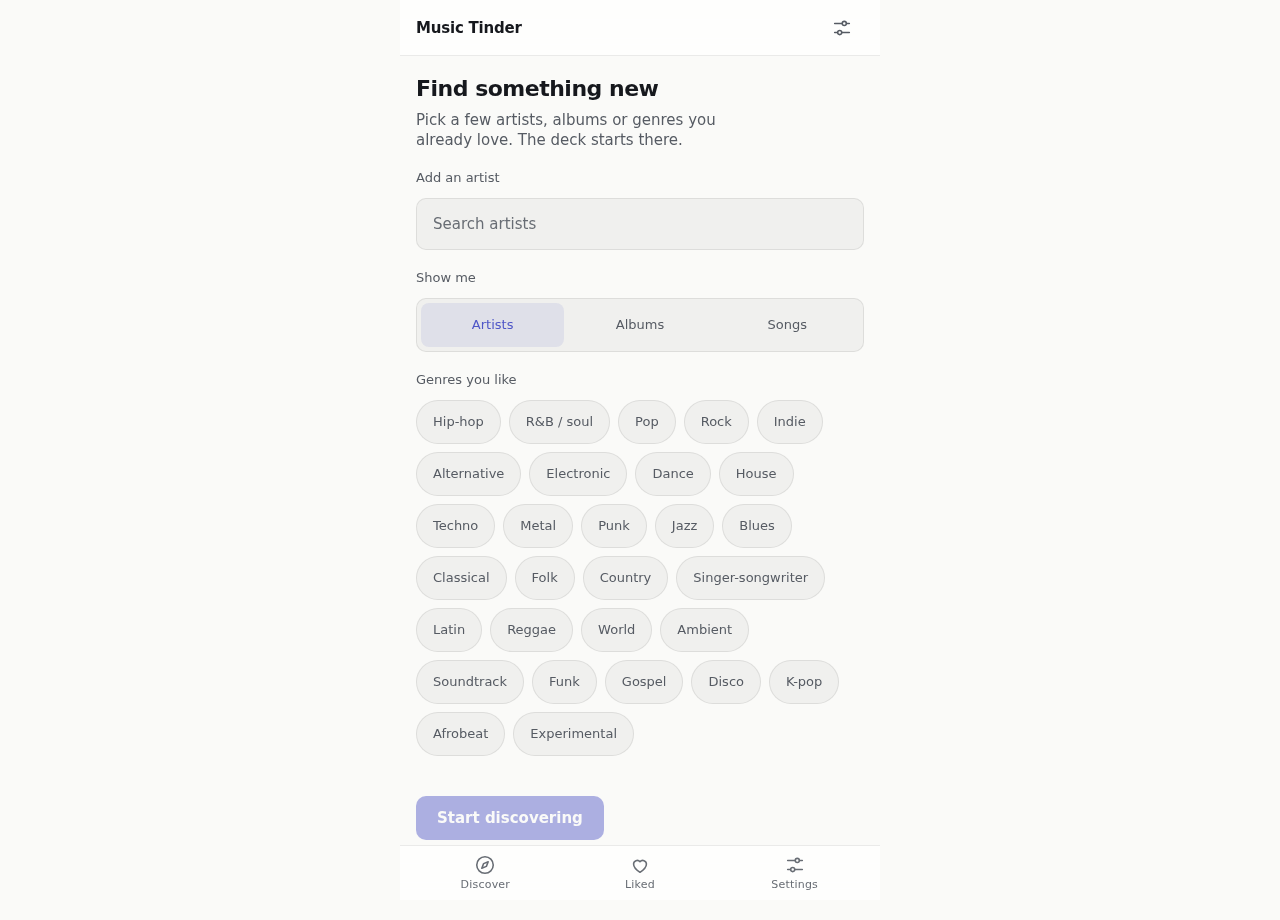 Music Tinder
Find something new
Pick a few artists, albums or genres you
already love. The deck starts there.
Add an artist
Search artists
Show me
Artists Albums Songs
Genres you like
Hip-hop R&B / soul Pop Rock Indie
Alternative Electronic Dance House
Techno Metal Punk Jazz Blues
Classical Folk Country Singer-songwriter
Latin Reggae World Ambient
Soundtrack Funk Gospel Disco K-pop
Afrobeat Experimental
Start discovering
Discover Liked Settings